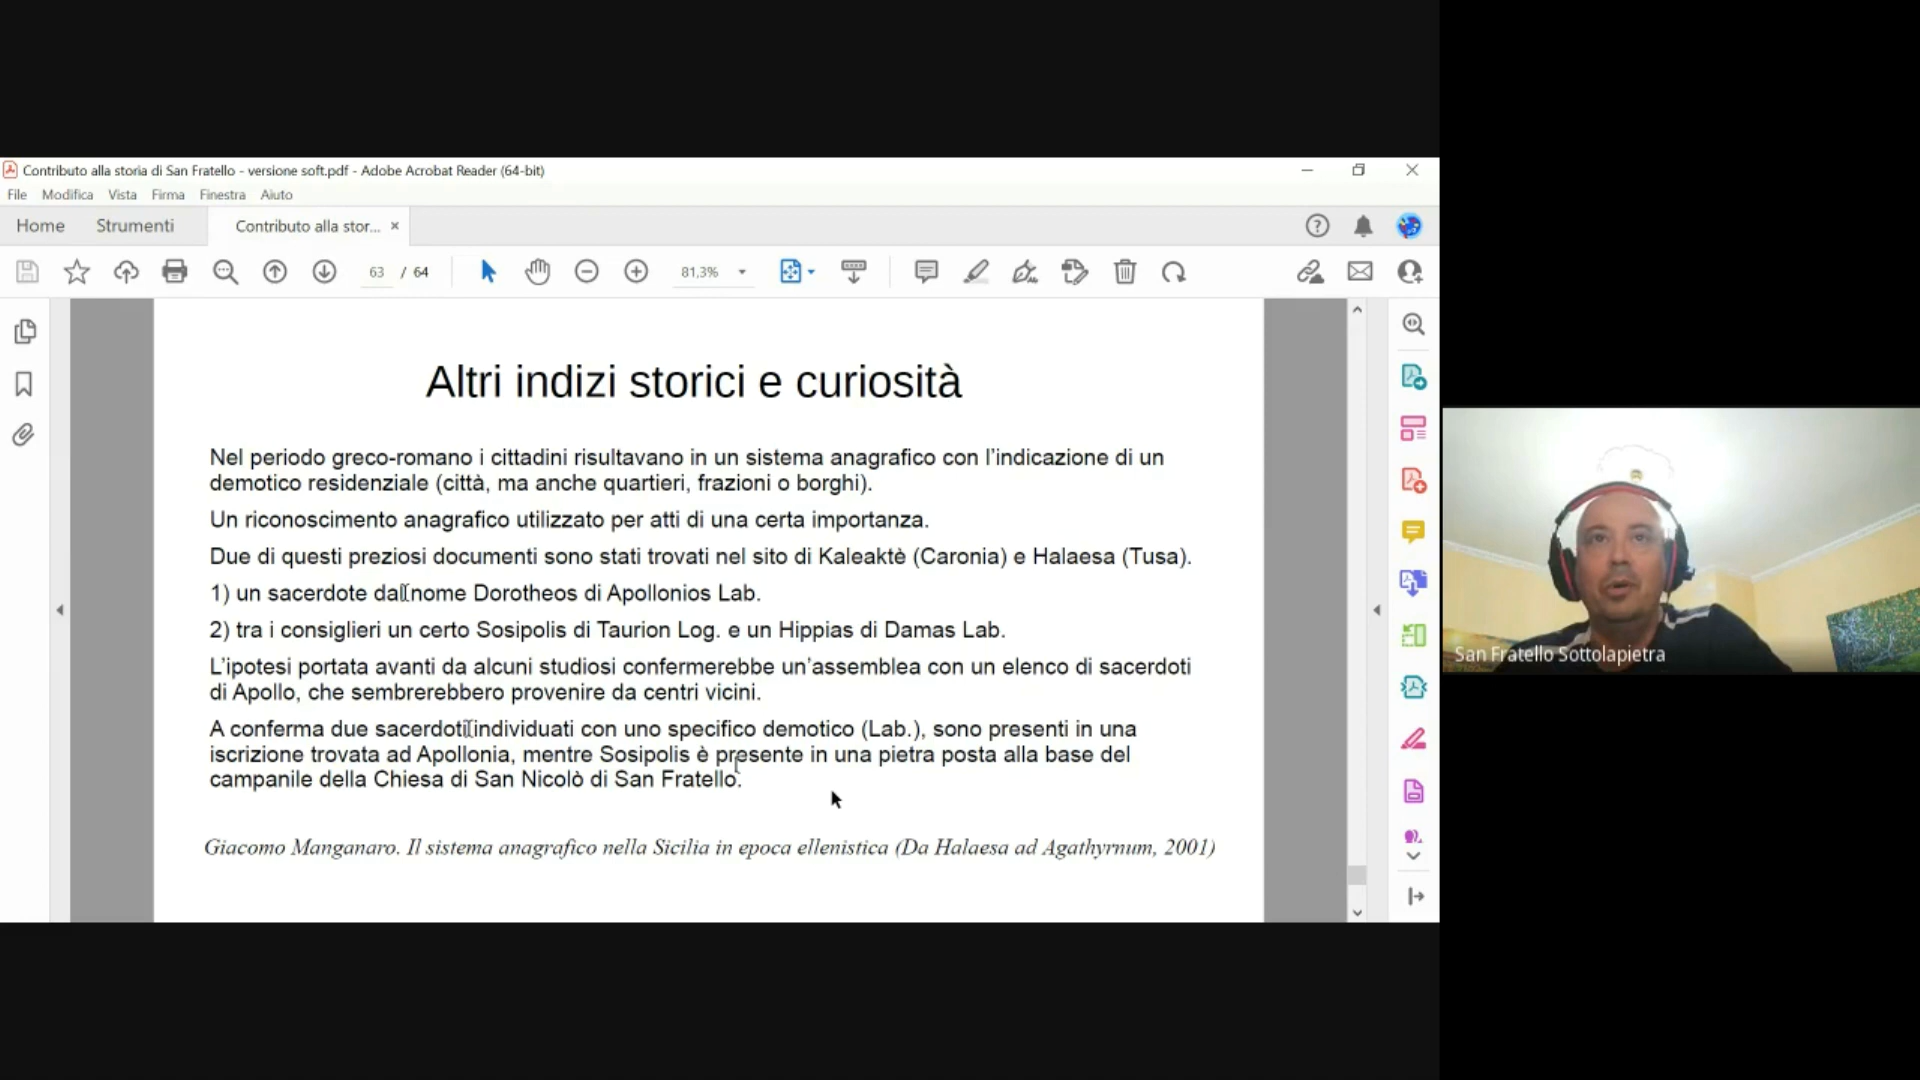 Contributo alla storia di San Fratello - versione soft.pdf - Adobe Acrobat Reader (64-bit)
File Modifica Vista Firma Finestra Aiuto
Home Strumenti Contributo alla stor...
63 / 64 81,3%
Altri indizi storici e curiosità
Nel periodo greco-romano i cittadini risultavano in un sistema anagrafico con l'indicazione di un
demotico residenziale (città, ma anche quartieri, frazioni o borghi).
Un riconoscimento anagrafico utilizzato per atti di una certa importanza.
Due di questi preziosi documenti sono stati trovati nel sito di Kaleaktè (Caronia) e Halaesa (Tusa).
1) un sacerdote dal nome Dorotheos di Apollonios Lab.
2) tra i consiglieri un certo Sosipolis di Taurion Log. e un Hippias di Damas Lab.
L'ipotesi portata avanti da alcuni studiosi confermerebbe un'assemblea con un elenco di sacerdoti
di Apollo, che sembrerebbero provenire da centri vicini.
A conferma due sacerdoti individuati con uno specifico demotico (Lab.), sono presenti in una
iscrizione trovata ad Apollonia, mentre Sosipolis è presente in una pietra posta alla base del
campanile della Chiesa di San Nicolò di San Fratello.
Giacomo Manganaro. Il sistema anagrafico nella Sicilia in epoca ellenistica (Da Halaesa ad Agathyrnum, 2001)
San Fratello Sottolapietra